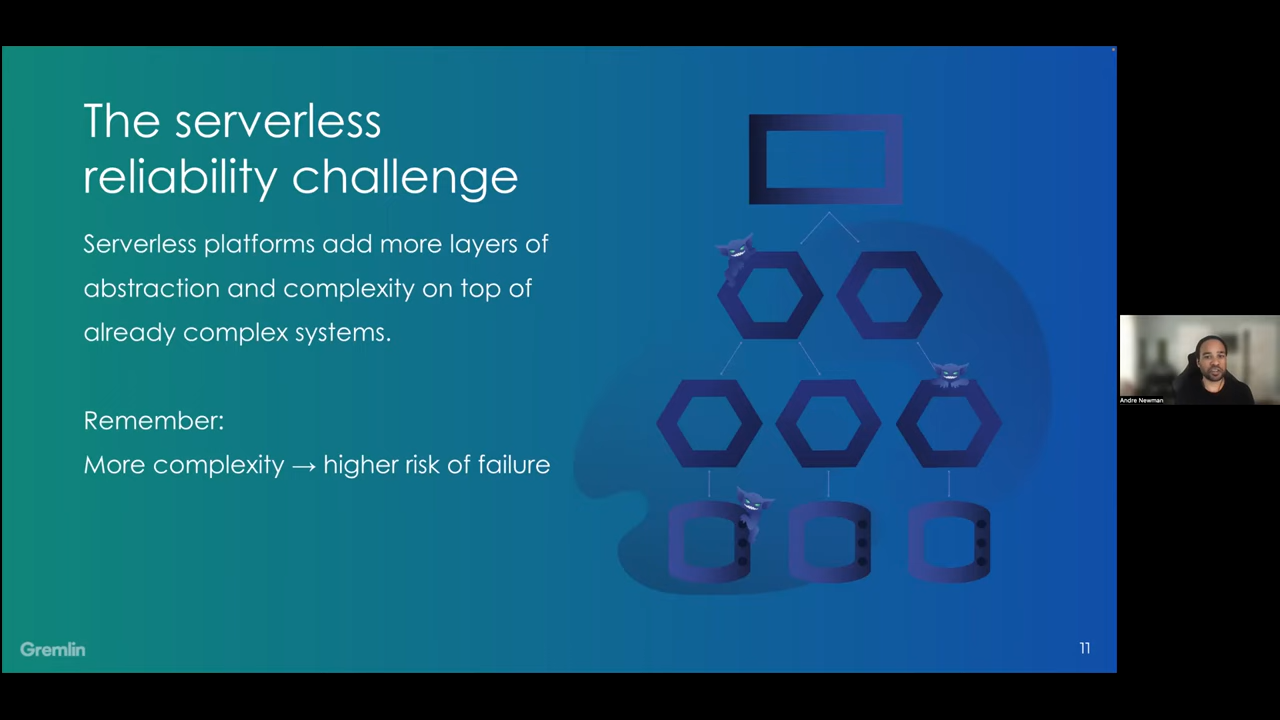 The serverless
reliability challenge
Serverless platforms add more layers of
abstraction and complexity on top of
already complex systems.
Remember:
More complexity → higher risk of failure
Gremlin
11
Andre Newman